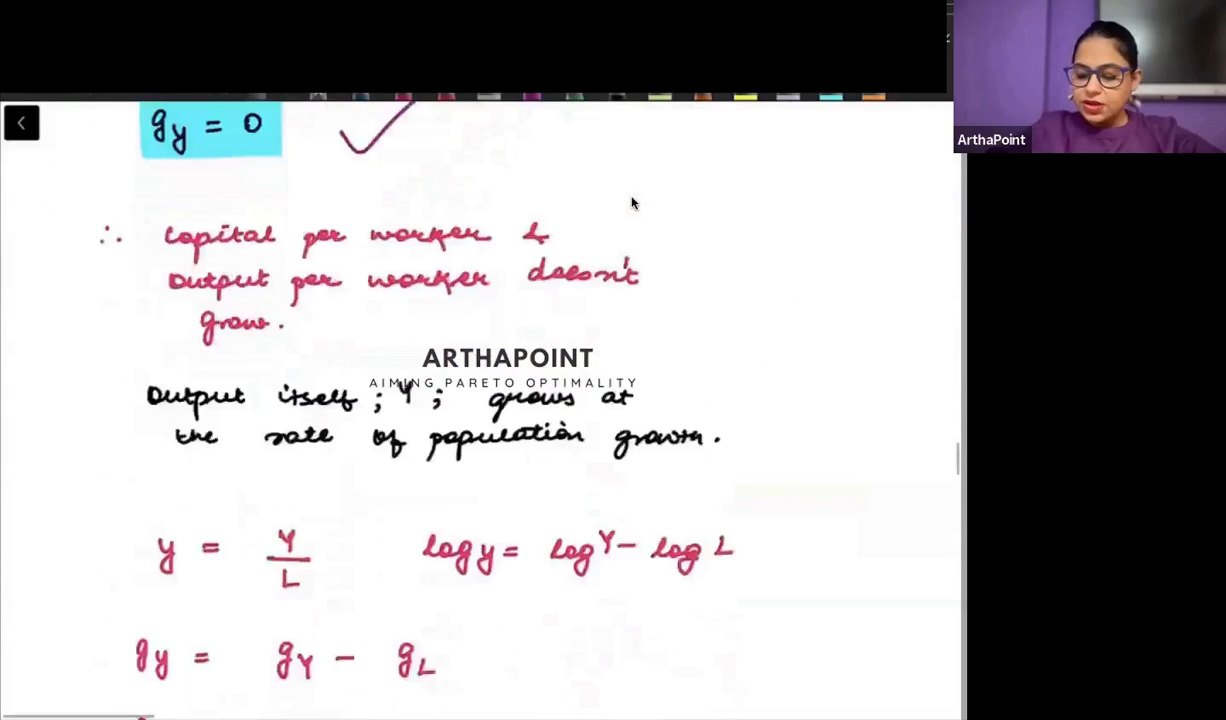 gy = 0
∴ Capital per worker &
Output per worker doesn't
grow.
ARTHAPOINT
AIMING PARETO OPTIMALITY
Output itself ; Y ; grows at
the rate of population growth.
y = Y/L log y = log Y - log L
gy = gY - gL
ArthaPoint